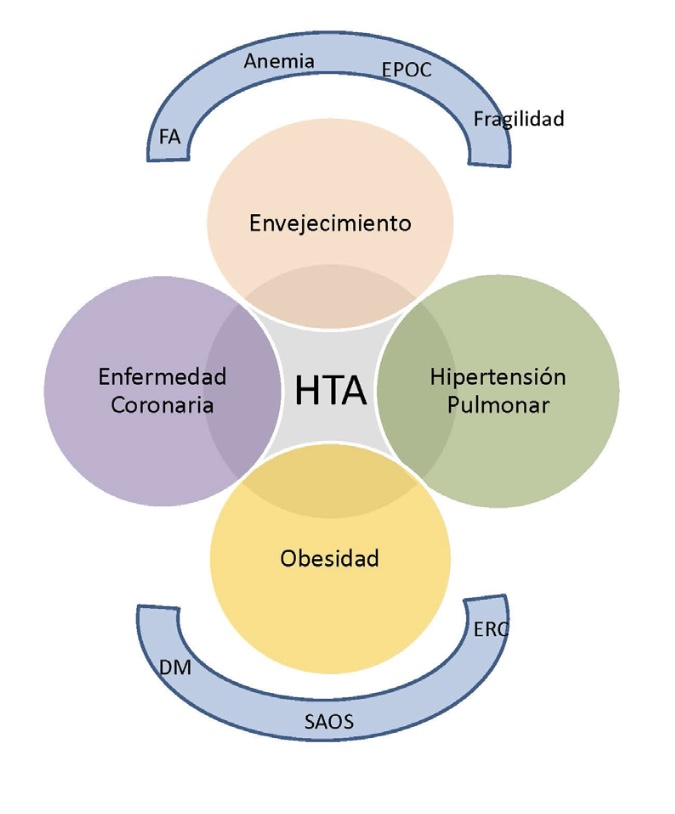 Anemia
EPOC
Fragilidad
FA
Envejecimiento
Enfermedad
Coronaria
HTA
Hipertensión
Pulmonar
Obesidad
ERC
DM
SAOS